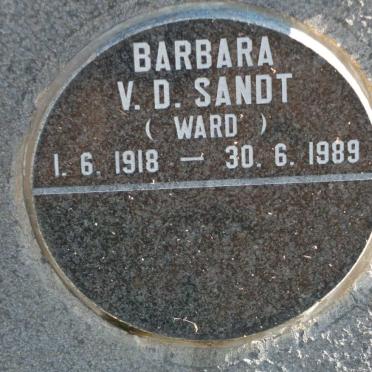 BARBARA
V. D. SANDT
( WARD )
1. 6. 1918 — 30. 6. 1989